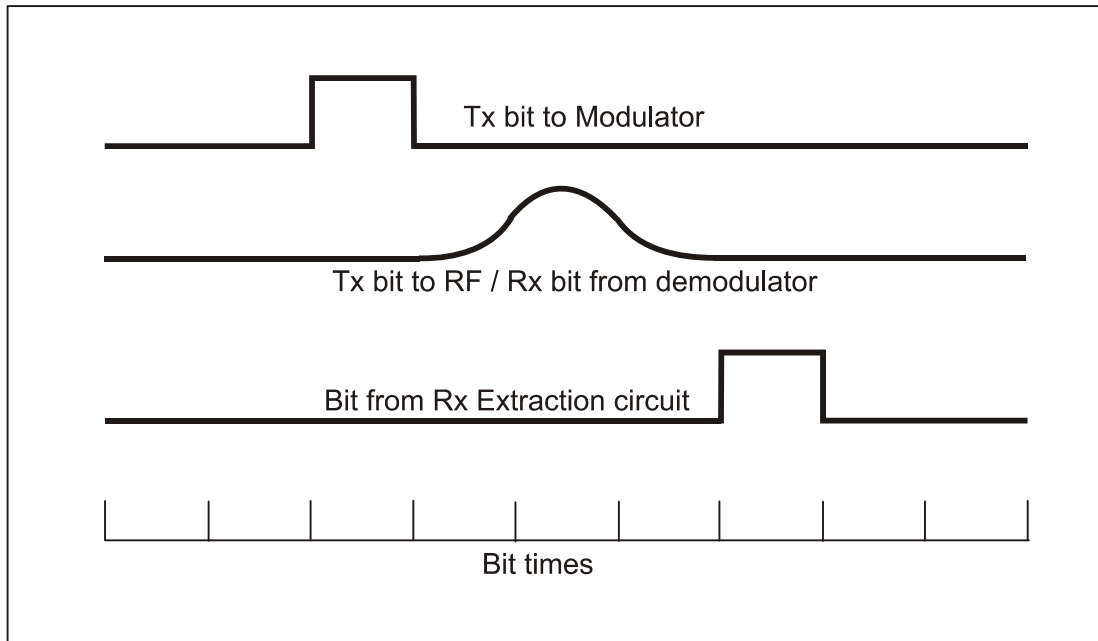 Tx bit to Modulator
Tx bit to RF / Rx bit from demodulator
Bit from Rx Extraction circuit
Bit times